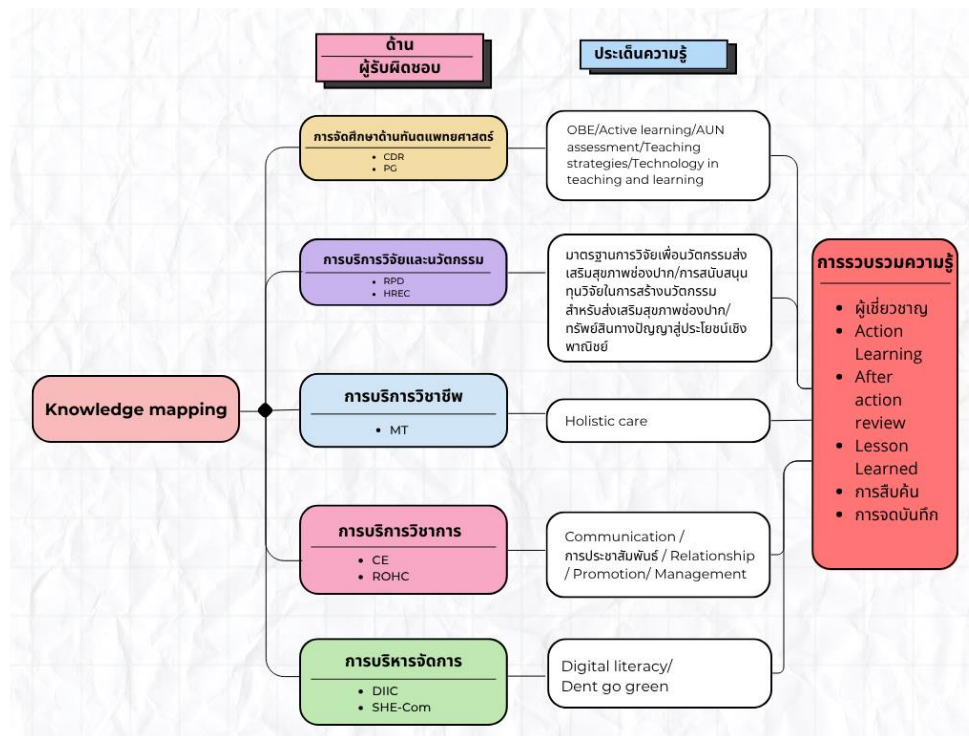 ด้าน
ผู้รับผิดชอบ
ประเด็นความรู้
การจัดศึกษาด้านทันตแพทยศาสตร์
• CDR
• PG
OBE/Active learning/AUN
assessment/Teaching
strategies/Technology in
teaching and learning
การบริการวิจัยและนวัตกรรม
• RPD
• HREC
มาตรฐานการวิจัยเพื่อนวัตกรรมส่ง
เสริมสุขภาพช่องปาก/การสนับสนุน
ทุนวิจัยในการสร้างนวัตกรรม
สำหรับส่งเสริมสุขภาพช่องปาก/
ทรัพย์สินทางปัญญาสู่ประโยชน์เชิง
พาณิชย์
Knowledge mapping
การบริการวิชาชีพ
• MT
Holistic care
การบริการวิชาการ
• CE
• ROHC
Communication /
การประชาสัมพันธ์ / Relationship
/ Promotion/ Management
การบริหารจัดการ
• DIIC
• SHE-Com
Digital literacy/
Dent go green
การรวบรวมความรู้
• ผู้เชี่ยวชาญ
• Action
Learning
• After
action
review
• Lesson
Learned
• การสืบค้น
• การจดบันทึก